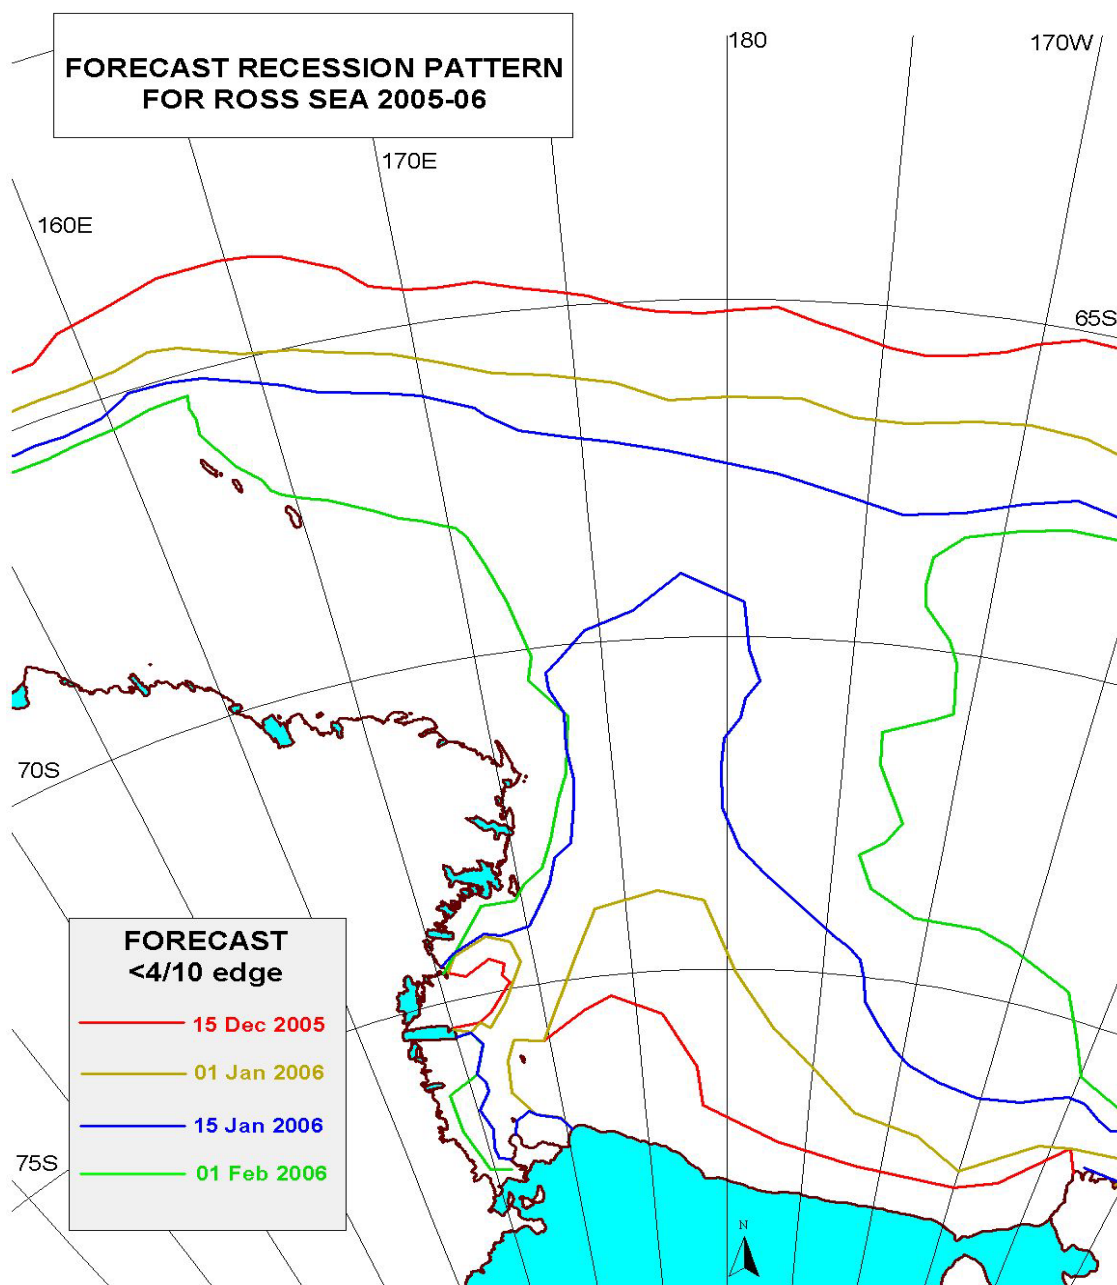 FORECAST RECESSION PATTERN
FOR ROSS SEA 2005-06
180
170W
170E
160E
65S
70S
75S
FORECAST
<4/10 edge
15 Dec 2005
01 Jan 2006
15 Jan 2006
01 Feb 2006
N